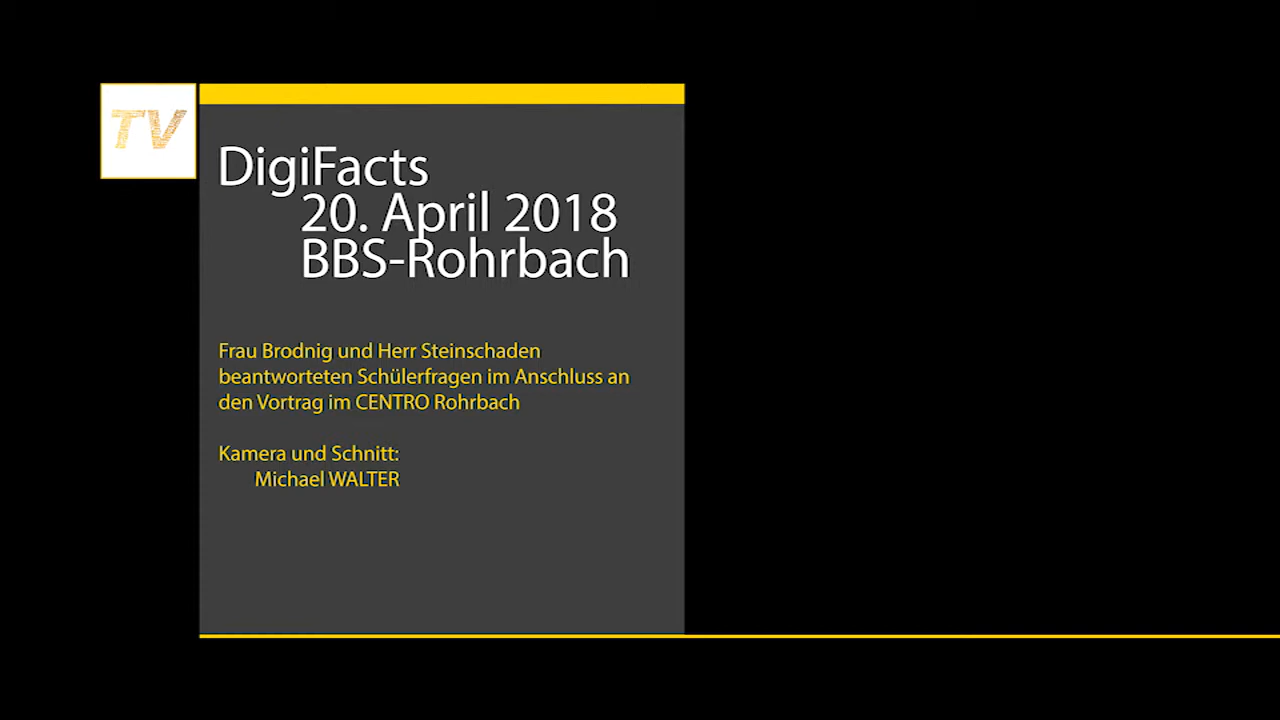 TV
DigiFacts
20. April 2018
BBS-Rohrbach
Frau Brodnig und Herr Steinschaden
beantworteten Schülerfragen im Anschluss an
den Vortrag im CENTRO Rohrbach
Kamera und Schnitt:
Michael WALTER